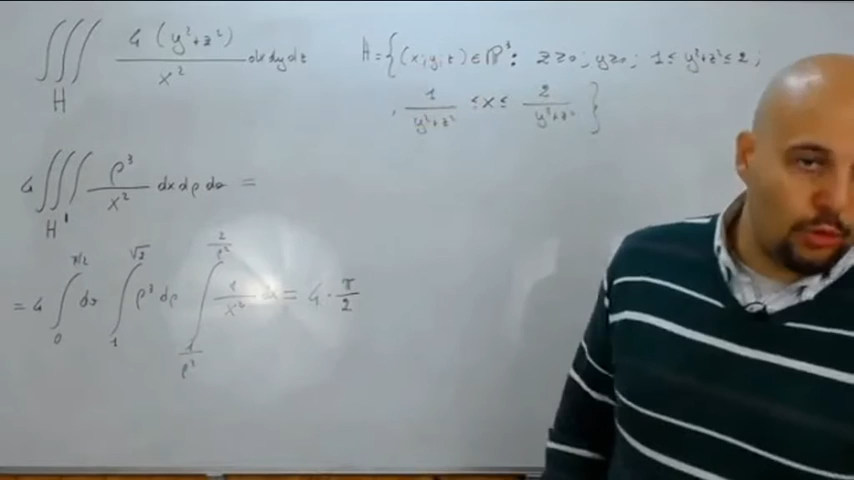 ∭_H 4 (y²+z²) / x² dx dy dz    H = {(x,y,z) ∈ ℝ³: z≥0; y≥0; 1 ≤ y²+z² ≤ 2;
, 1/(y²+z²) ≤ x ≤ 2/(y²+z²) }
4 ∭_H' ρ³/x² dx dρ dϑ =
= 4 ∫_0^{π/2} dϑ ∫_1^{√2} ρ³ dρ ∫_{1/ρ²}^{2/ρ²} 1/x² dx = 4 · π/2